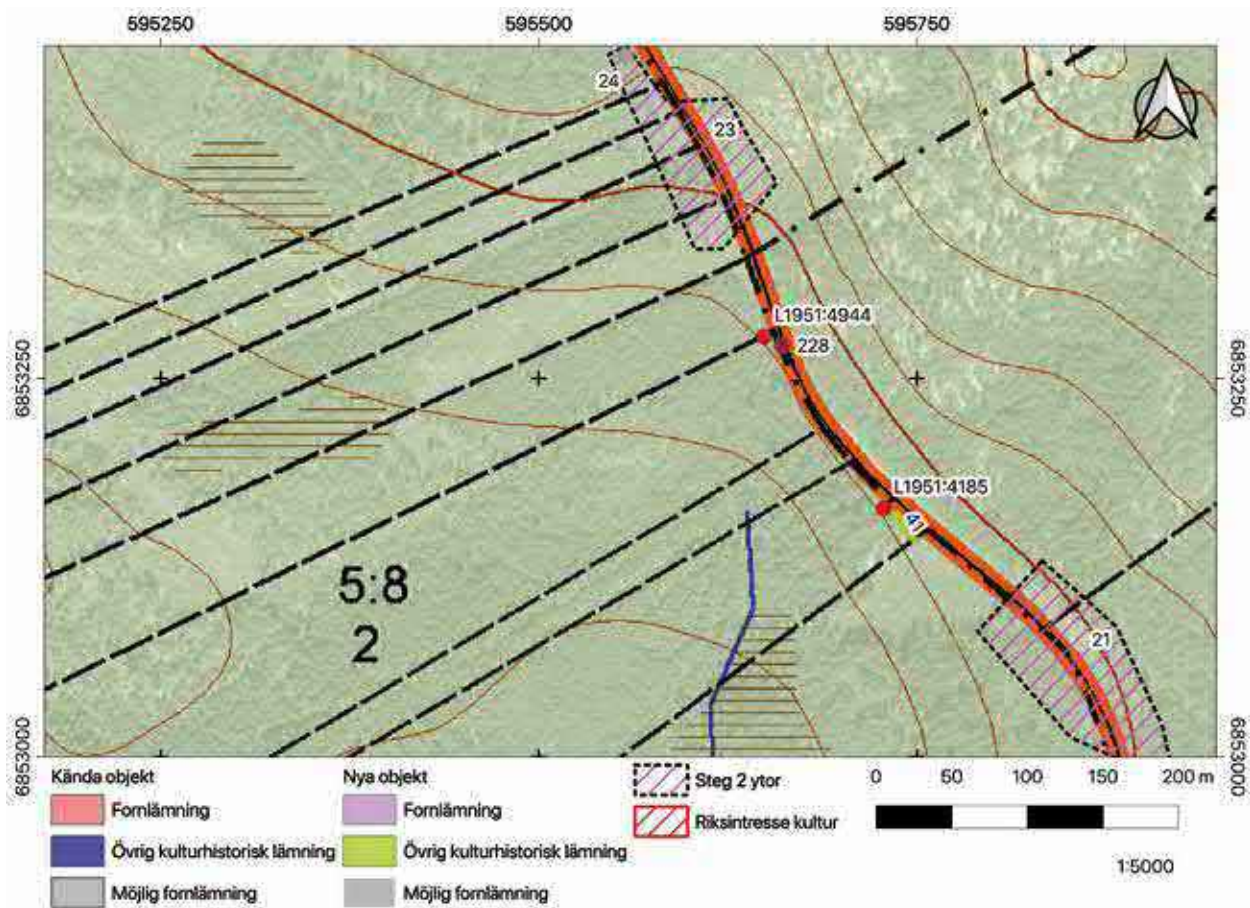 595250 595500 595750
24
23
L1951:4944
228
6853250 6853250
L1951:4185
41
5:8
2
21
6853000 6853000
Kända objekt
Fornlämning
Övrig kulturhistorisk lämning
Möjlig fornlämning
Nya objekt
Fornlämning
Övrig kulturhistorisk lämning
Möjlig fornlämning
Steg 2 ytor
Riksintresse kultur
0 50 100 150 200 m
1:5000